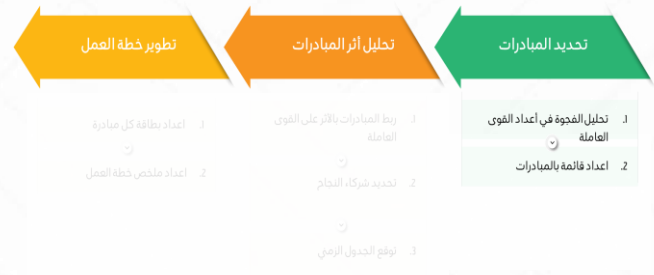 تحديد المبادرات
تحليل أثر المبادرات
تطوير خطة العمل
1. تحليل الفجوة في أعداد القوى
العاملة
2. اعداد قائمة بالمبادرات
1. ربط المبادرات بالأثر على القوى
العاملة
2. تحديد شركاء النجاح
3. توقع الجدول الزمني
1. اعداد بطاقة كل مبادرة
2. اعداد ملخص خطة العمل